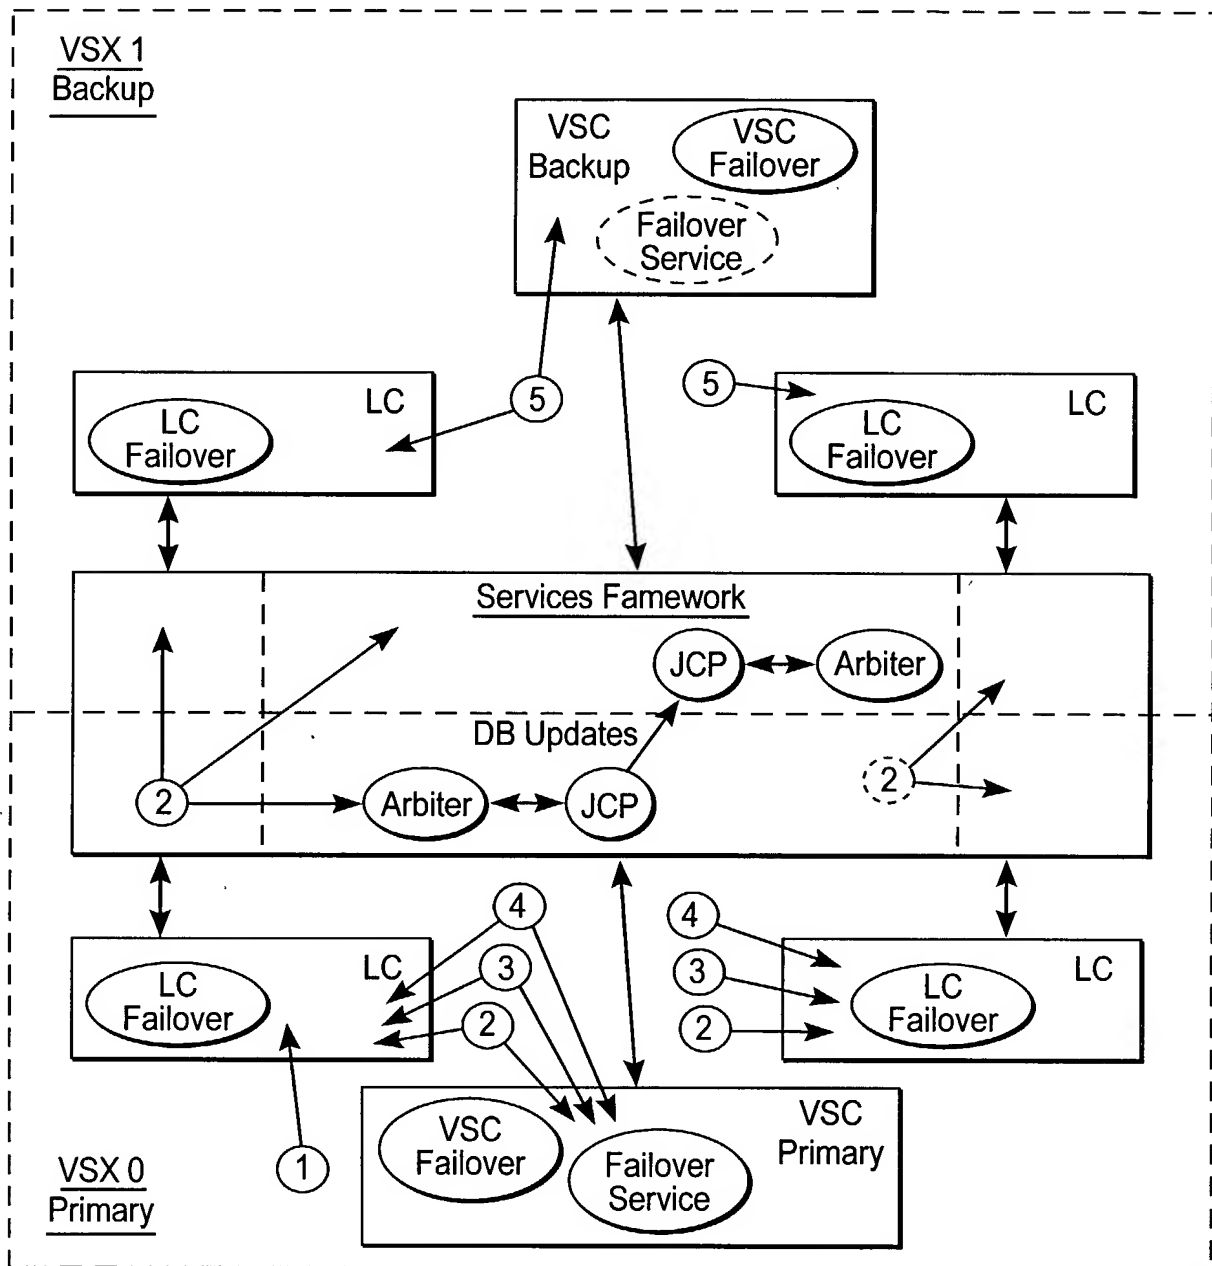 VSX 1
Backup
VSC
Backup
VSC
Failover
Failover
Service
5
5
LC
LC
Failover
LC
LC
Failover
Services Famework
JCP
Arbiter
DB Updates
2
Arbiter
JCP
2
4
3
2
LC
LC
Failover
4
3
2
LC
LC
Failover
1
VSC
Failover
Failover
Service
VSC
Primary
VSX 0
Primary